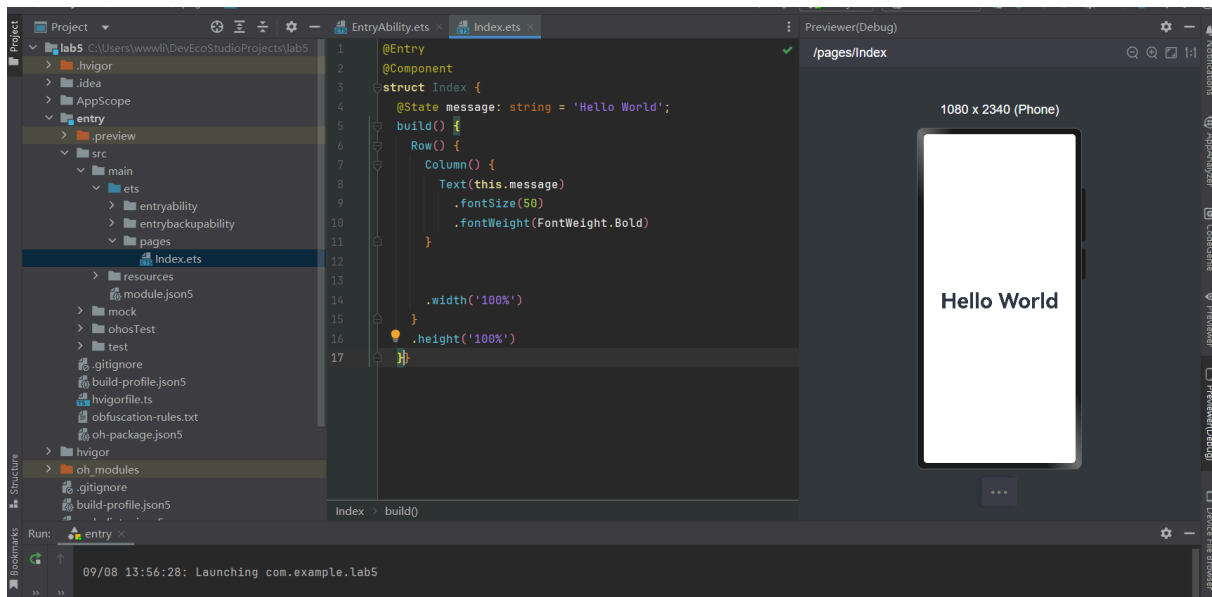 Project
EntryAbility.ets
Index.ets
Previewer(Debug)
Project
lab5 C:\Users\wwwli\DevEcoStudioProjects\lab5
.hvigor
.idea
AppScope
entry
.preview
src
main
ets
entryability
entrybackupability
pages
Index.ets
resources
module.json5
mock
ohosTest
test
.gitignore
build-profile.json5
hvigorfile.ts
obfuscation-rules.txt
oh-package.json5
hvigor
oh_modules
.gitignore
build-profile.json5
1 @Entry
2 @Component
3 struct Index {
4 @State message: string = 'Hello World';
5 build() {
6 Row() {
7 Column() {
8 Text(this.message)
9 .fontSize(50)
10 .fontWeight(FontWeight.Bold)
11 }
12
13
14 .width('100%')
15 }
16 .height('100%')
17 }}
Index > build()
/pages/Index
1:1
1080 x 2340 (Phone)
Hello World
Notifications
AppAnalyzer
CodeGenie
Previewer
Previewer(Debug)
Device File Browser
Structure
Bookmarks
Run: entry
09/08 13:56:28: Launching com.example.lab5